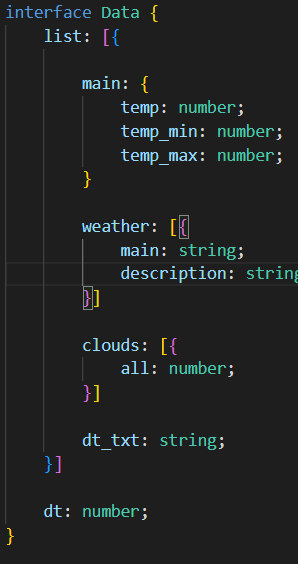 interface Data {
list: [{
main: {
temp: number;
temp_min: number;
temp_max: number;
}
weather: [{
main: string;
description: string
}]
clouds: [{
all: number;
}]
dt_txt: string;
}]
dt: number;
}